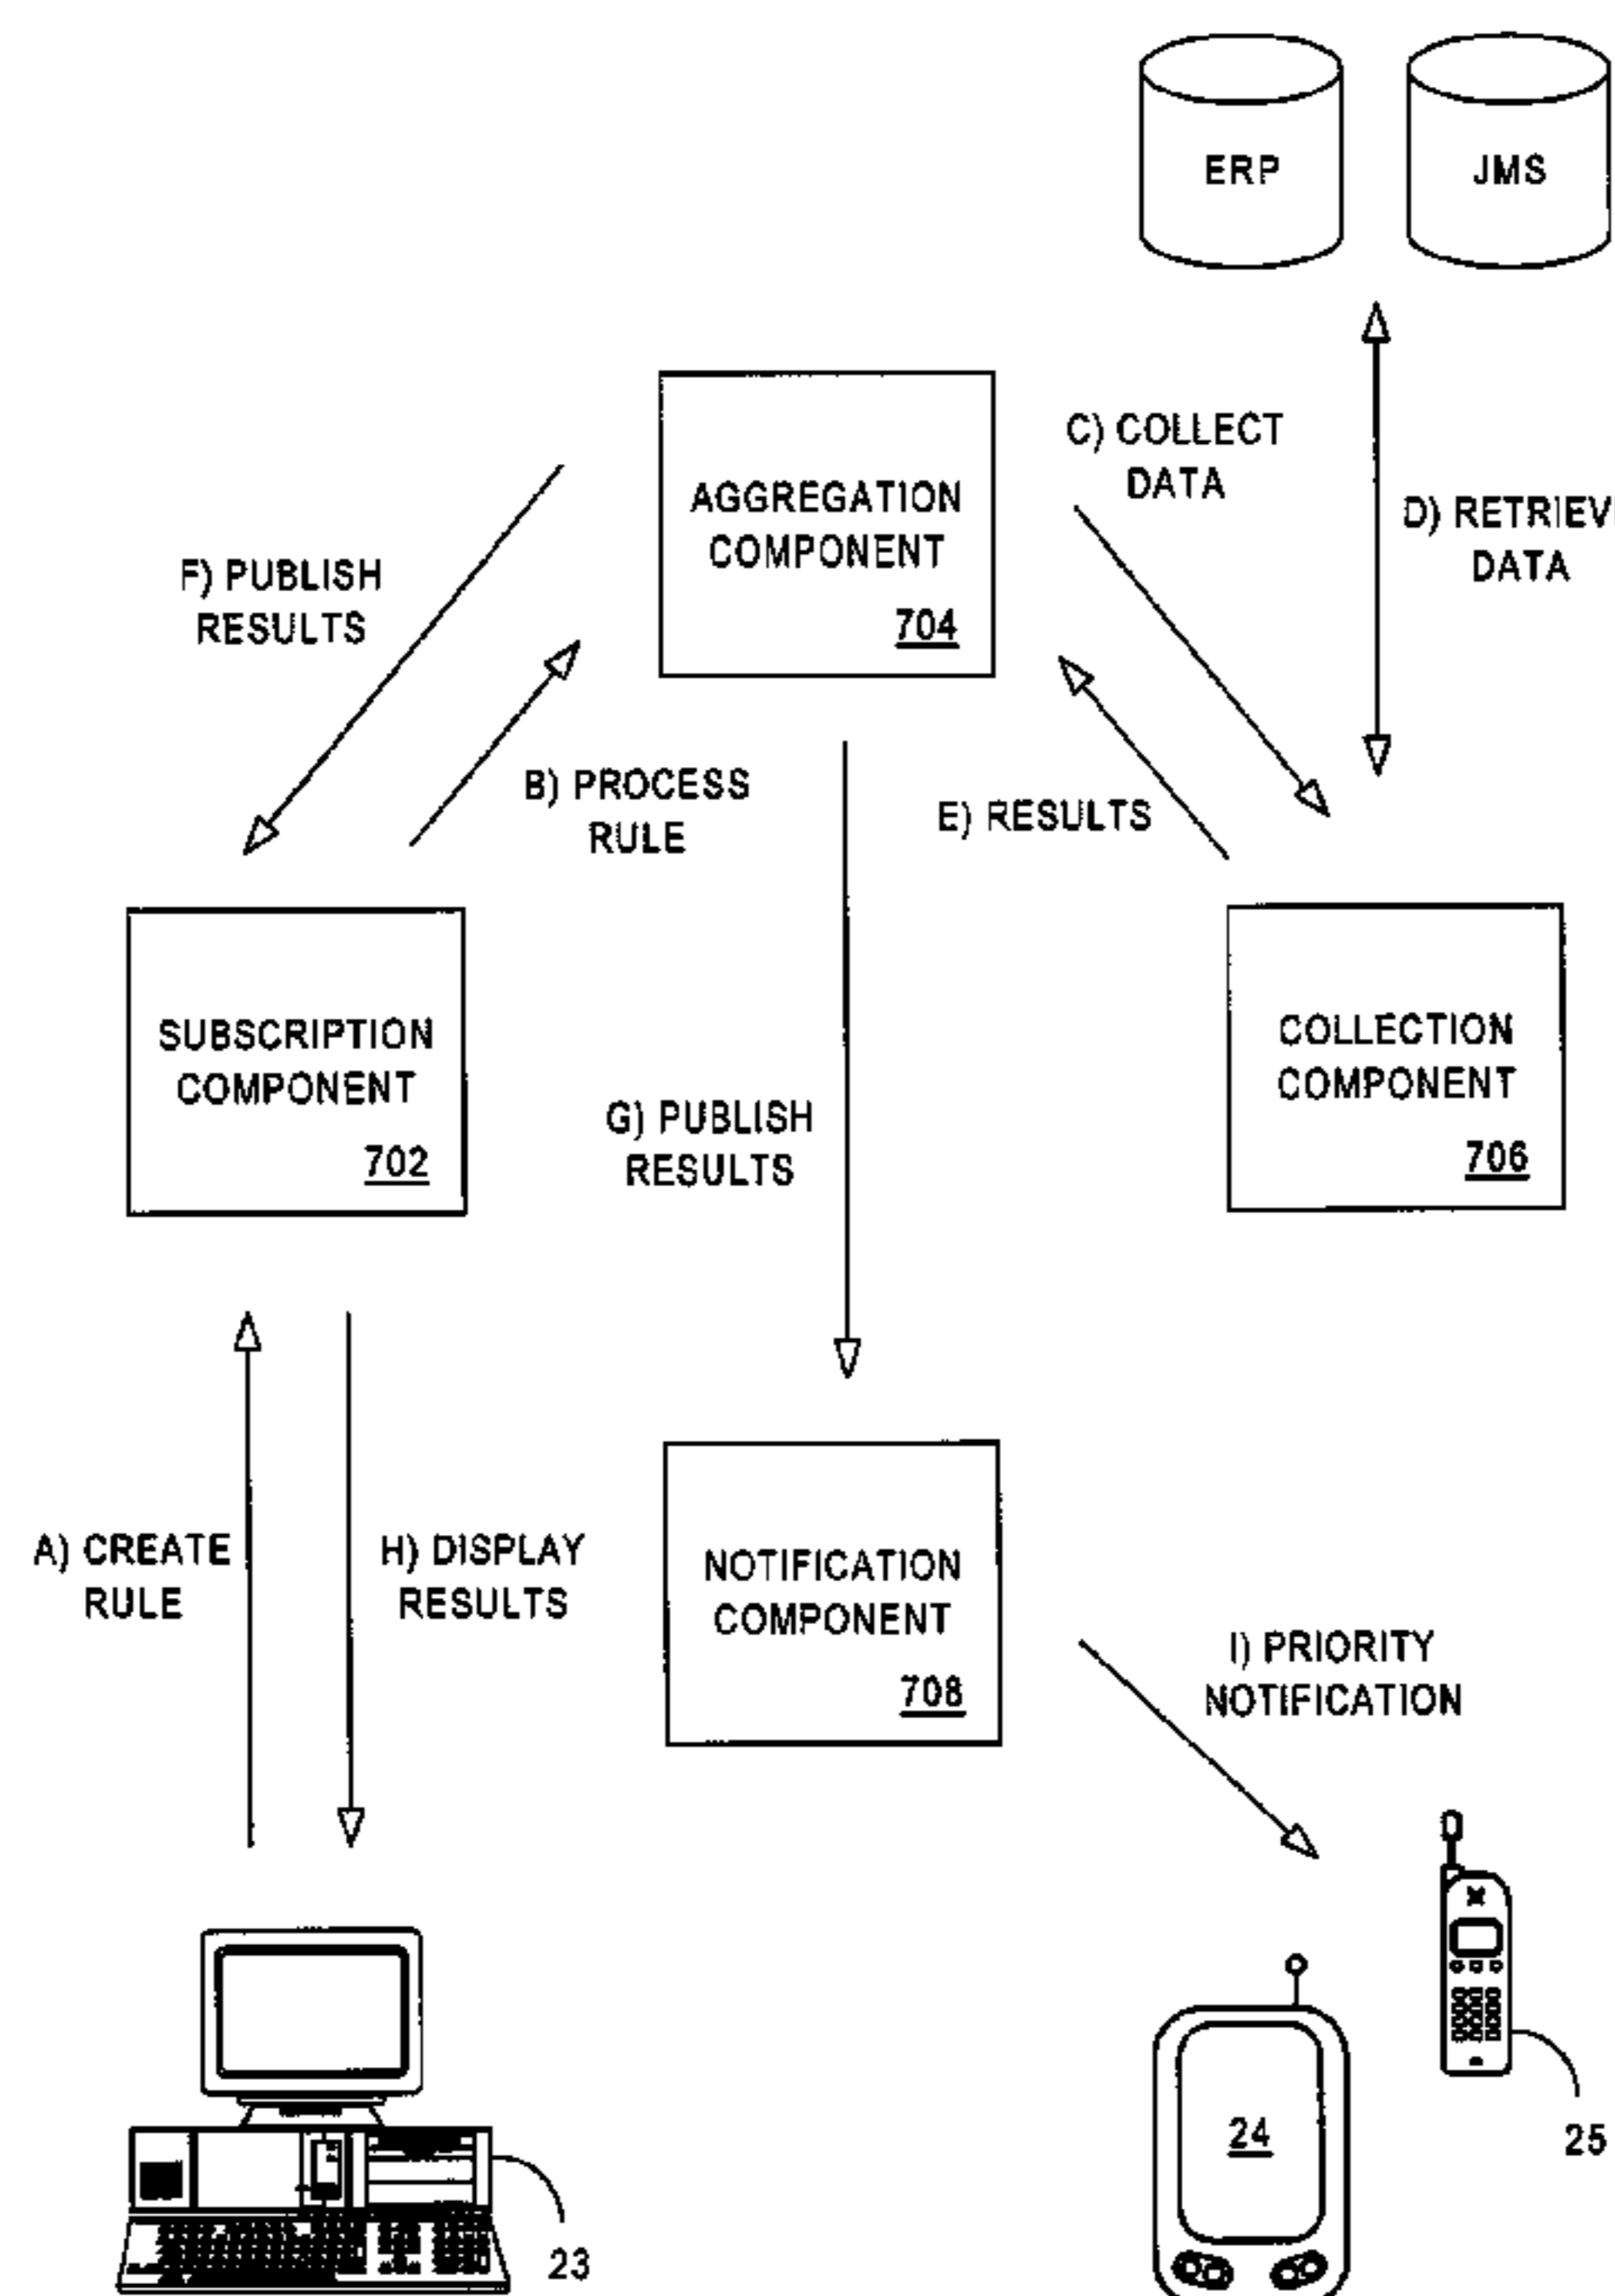 ERP
JMS
C) COLLECT
DATA
D) RETRIEV
DATA
AGGREGATION
COMPONENT
704
F) PUBLISH
RESULTS
B) PROCESS
RULE
E) RESULTS
SUBSCRIPTION
COMPONENT
702
COLLECTION
COMPONENT
706
G) PUBLISH
RESULTS
A) CREATE
RULE
H) DISPLAY
RESULTS
NOTIFICATION
COMPONENT
708
I) PRIORITY
NOTIFICATION
24
25
23